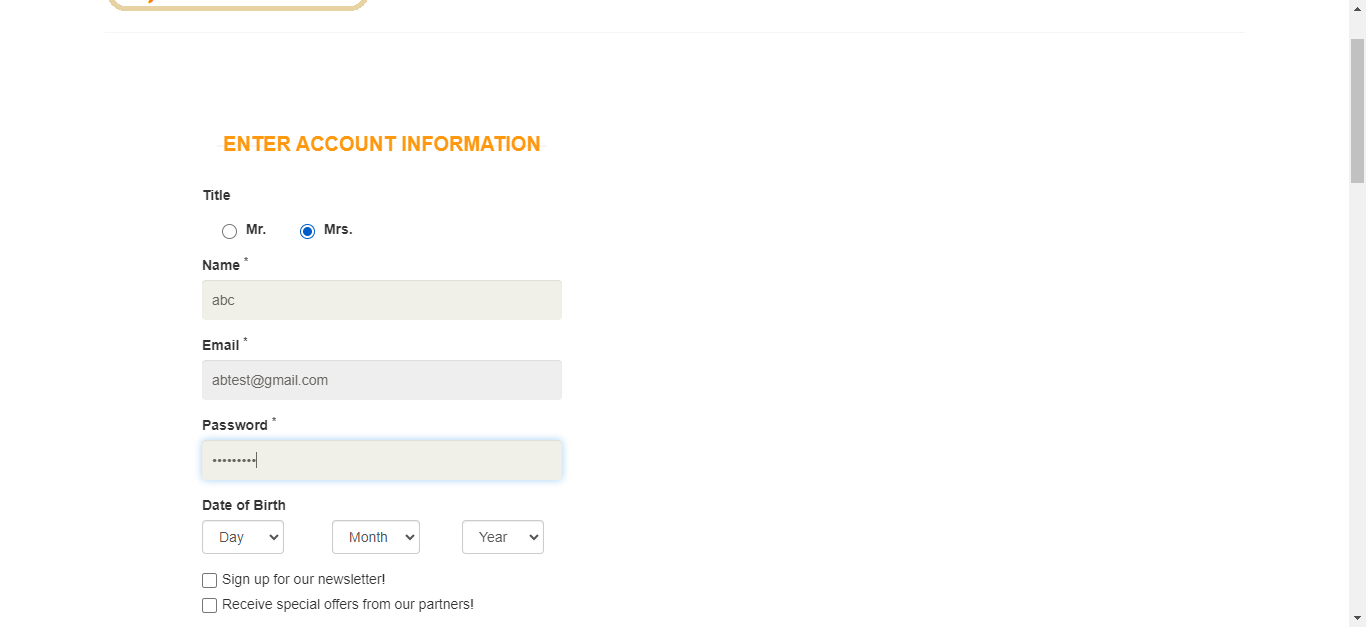 ENTER ACCOUNT INFORMATION
Title
Mr. Mrs.
Name *
abc
Email *
abtest@gmail.com
Password *
•••••••••
Date of Birth
Day Month Year
Sign up for our newsletter!
Receive special offers from our partners!